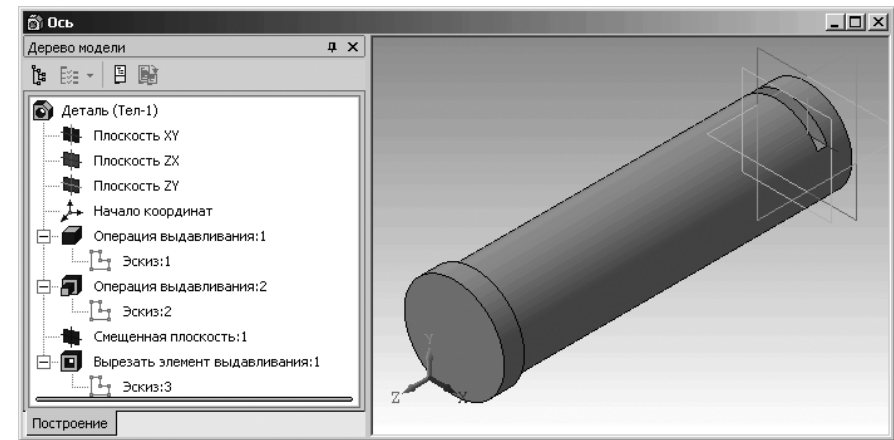 Ось
Дерево модели
Деталь (Тел-1)
Плоскость XY
Плоскость ZX
Плоскость ZY
Начало координат
Операция выдавливания:1
Эскиз:1
Операция выдавливания:2
Эскиз:2
Смещенная плоскость:1
Вырезать элемент выдавливания:1
Эскиз:3
Построение
Y
Z
X